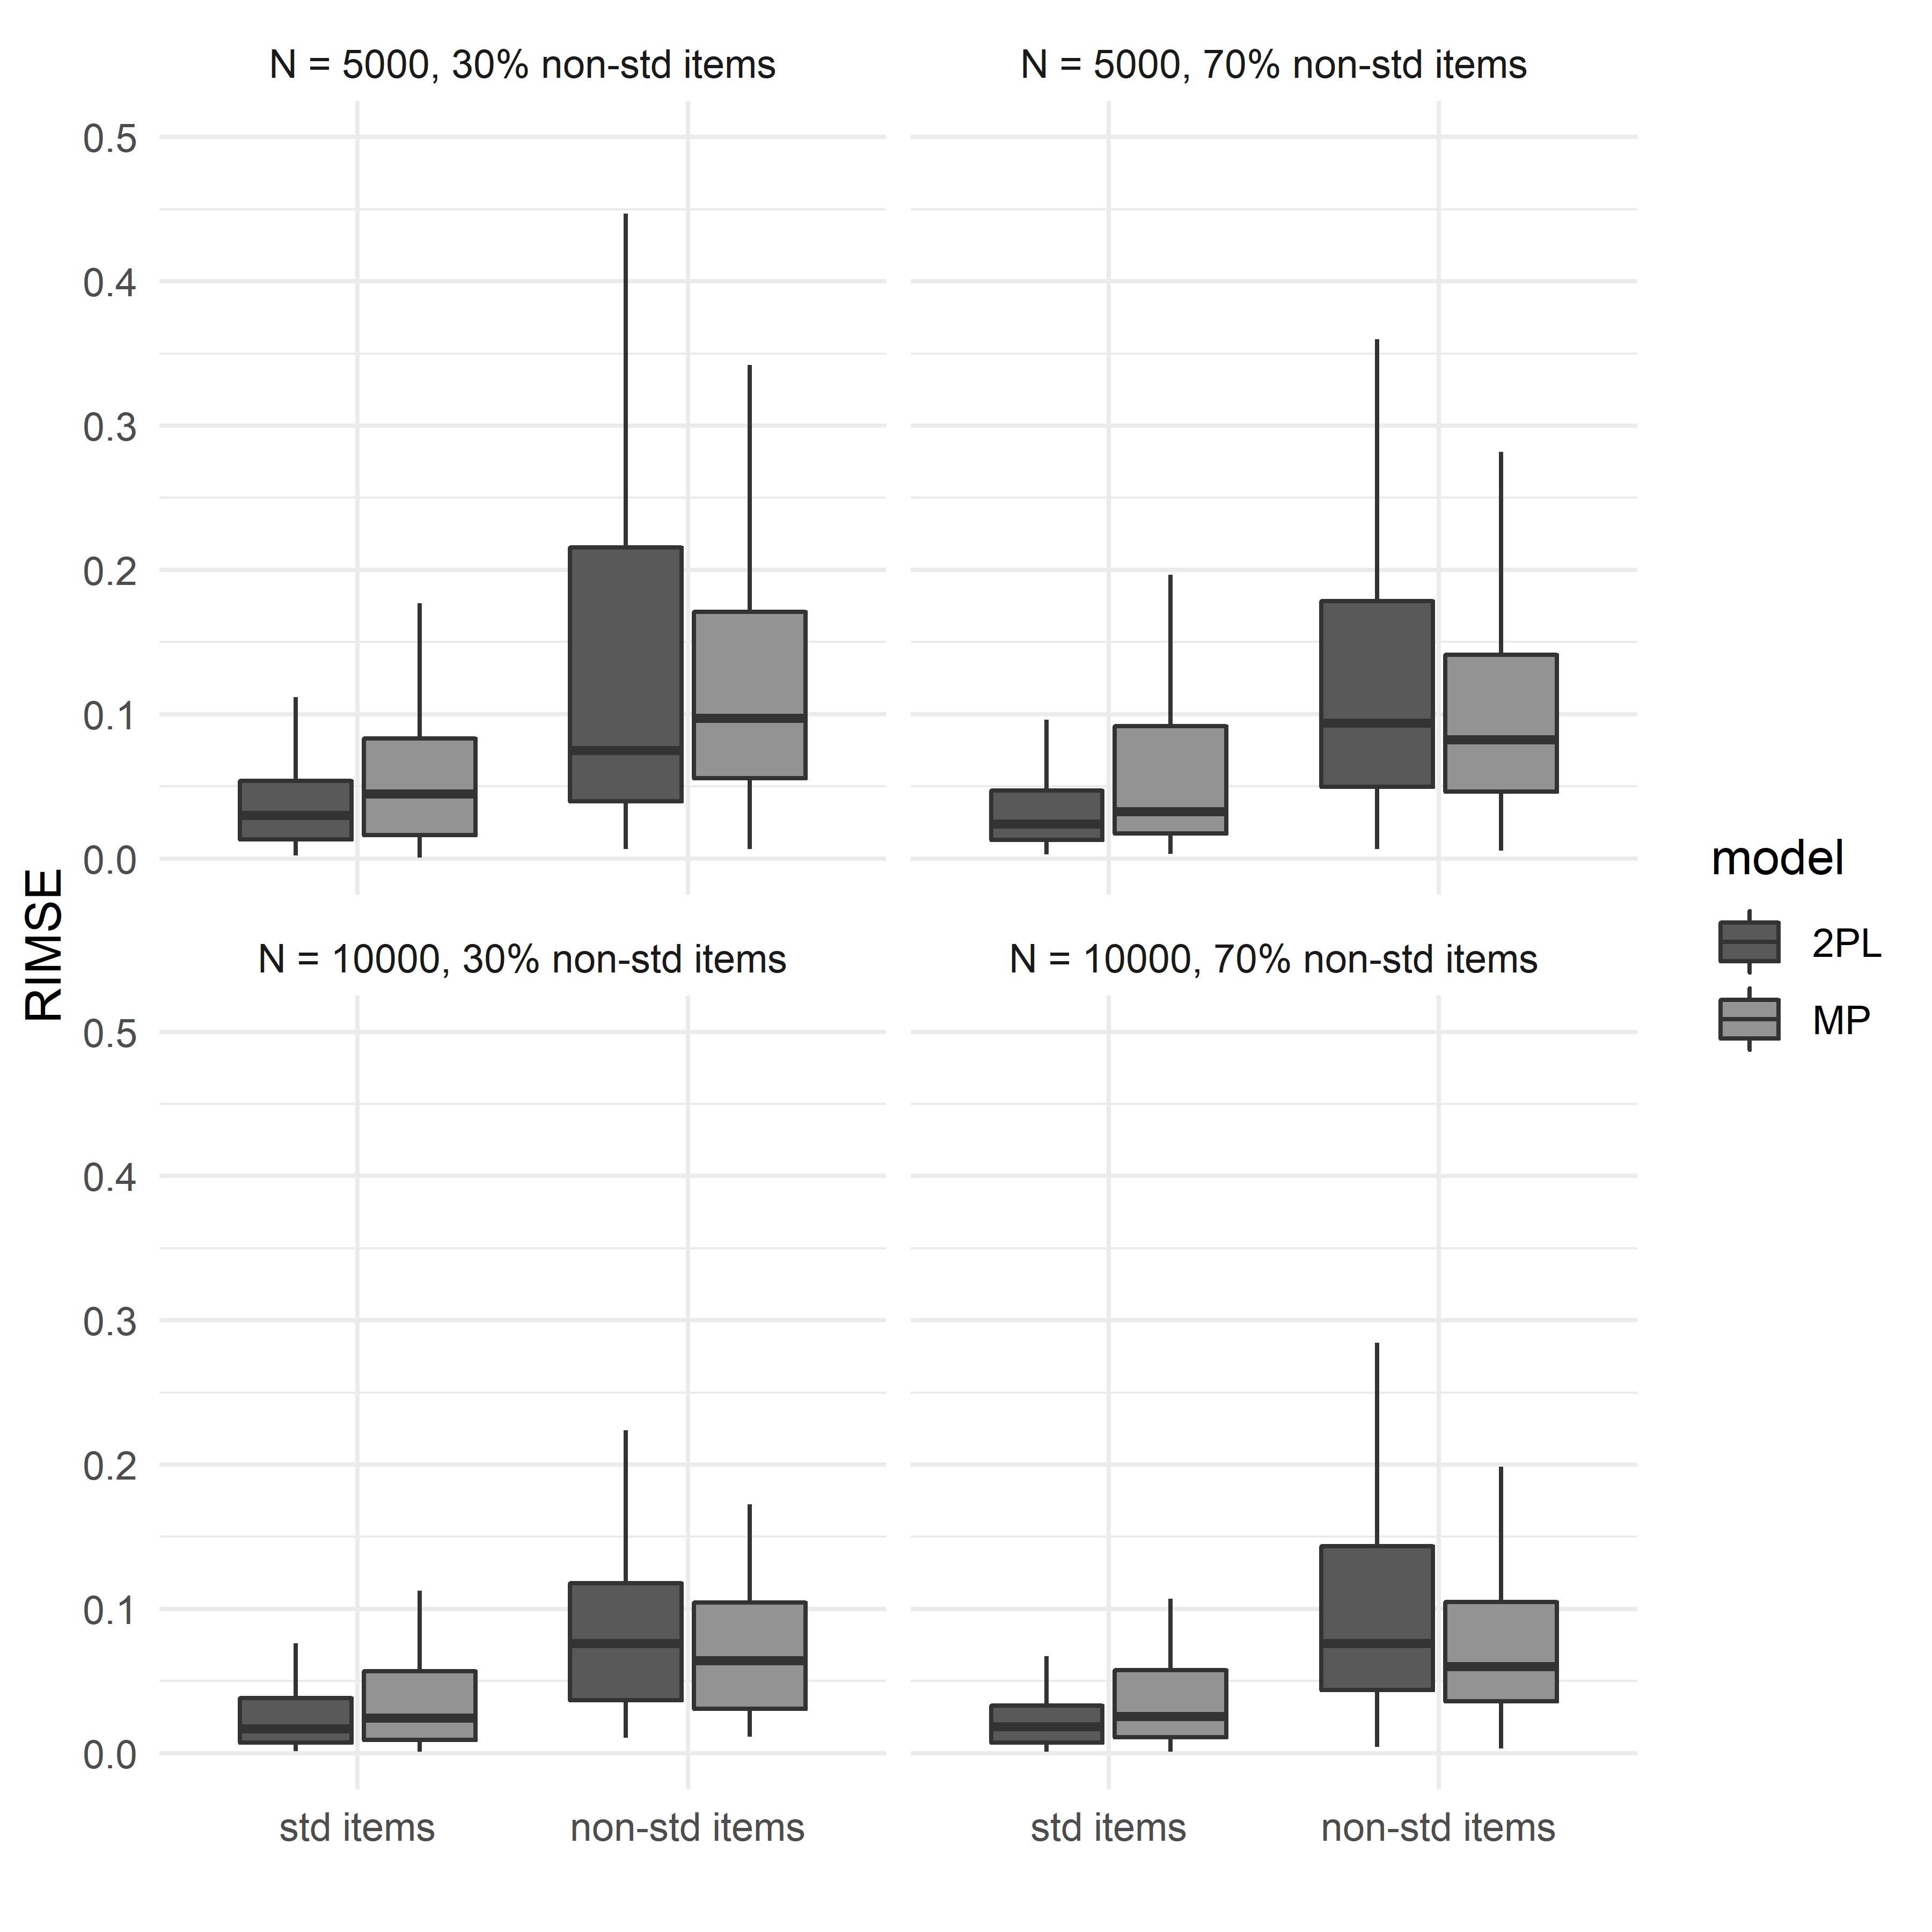 N = 5000, 30% non-std items
N = 5000, 70% non-std items
0.5
0.4
0.3
0.2
0.1
0.0
RIMSE
N = 10000, 30% non-std items
N = 10000, 70% non-std items
0.5
0.4
0.3
0.2
0.1
0.0
std items
non-std items
std items
non-std items
model
2PL
MP